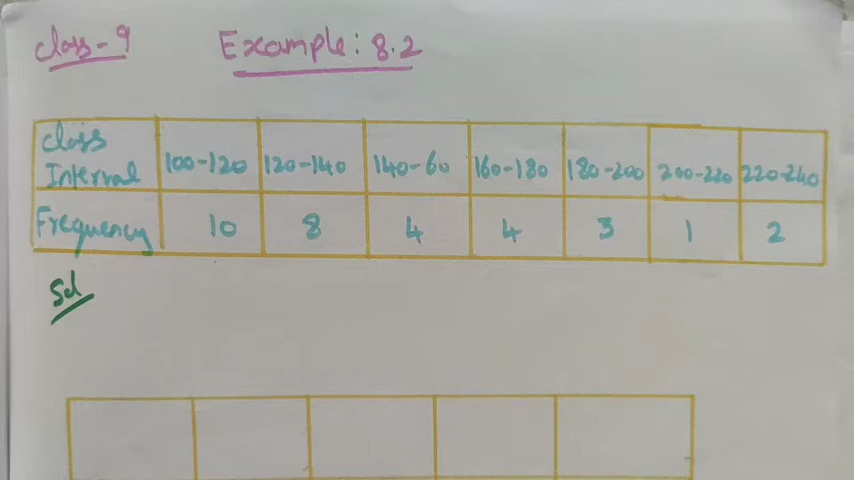 class-9 Example: 8.2
class Interval 100-120 120-140 140-60 160-180 180-200 200-220 220-240
Frequency 10 8 4 4 3 1 2
Sol